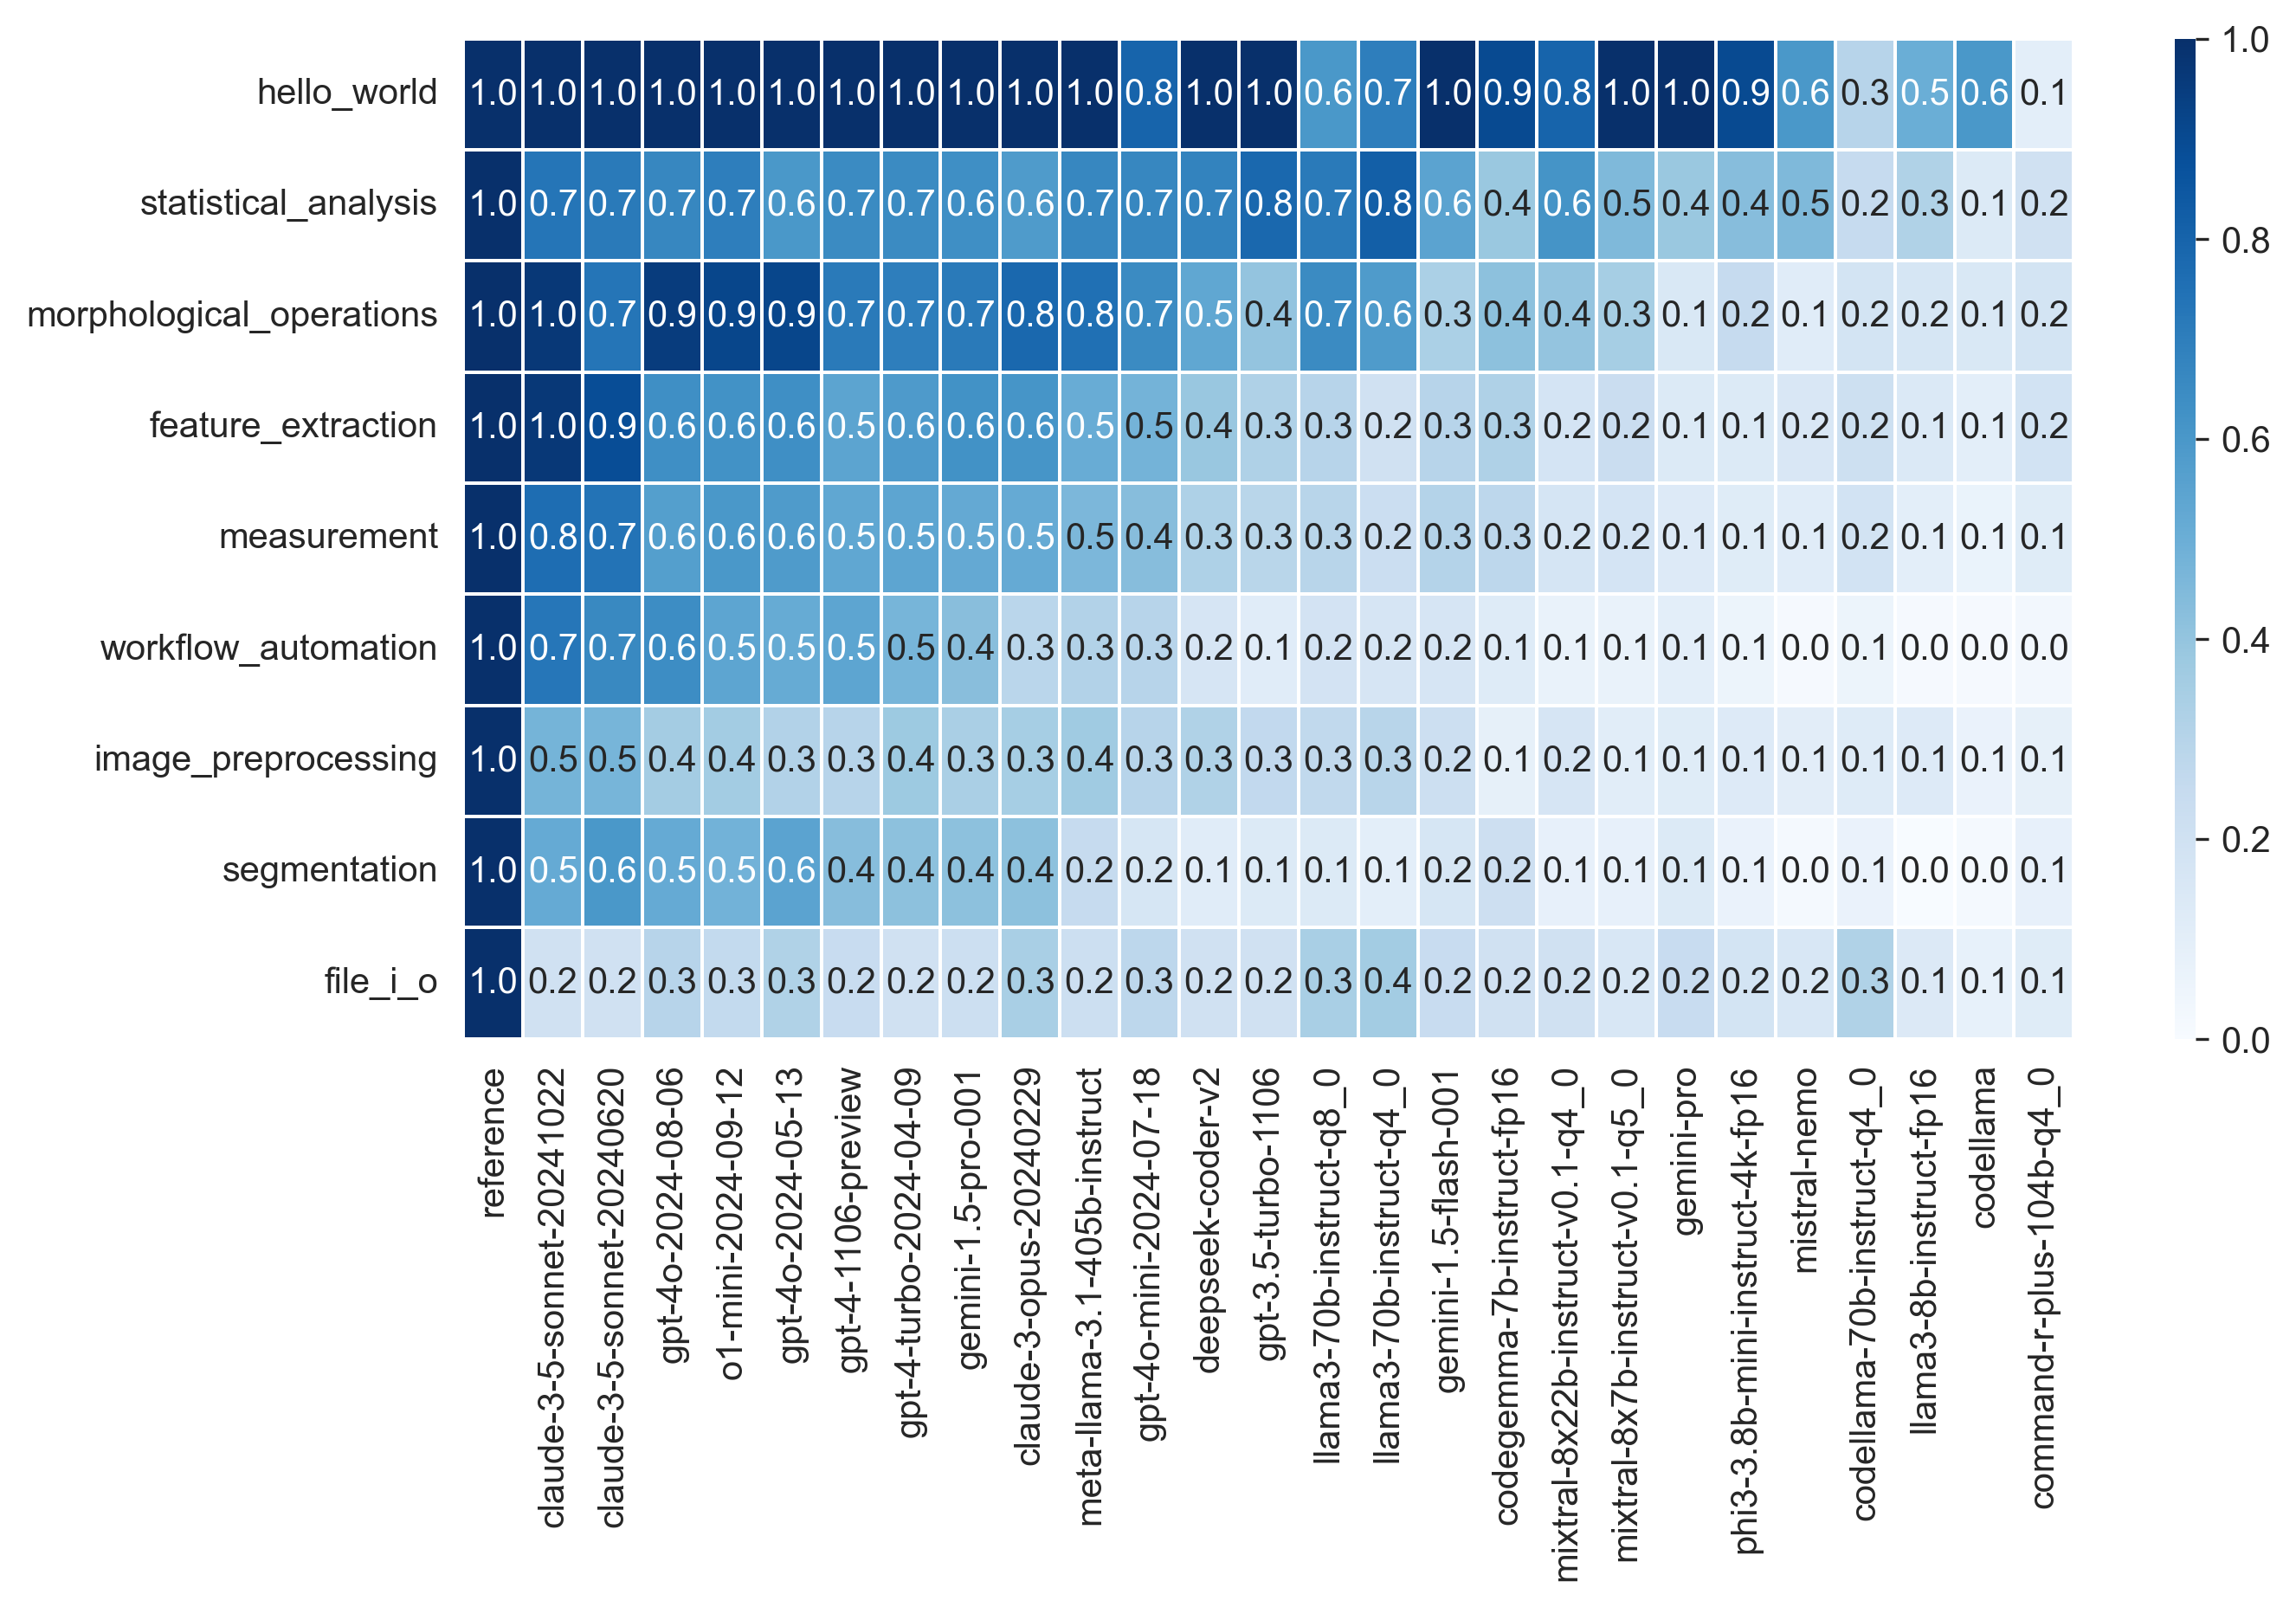 hello_world 1.0 1.0 1.0 1.0 1.0 1.0 1.0 1.0 1.0 1.0 1.0 0.8 1.0 1.0 0.6 0.7 1.0 0.9 0.8 1.0 1.0 0.9 0.6 0.3 0.5 0.6 0.1
statistical_analysis 1.0 0.7 0.7 0.7 0.7 0.6 0.7 0.7 0.6 0.6 0.7 0.7 0.7 0.8 0.7 0.8 0.6 0.4 0.6 0.5 0.4 0.4 0.5 0.2 0.3 0.1 0.2
morphological_operations 1.0 1.0 0.7 0.9 0.9 0.9 0.7 0.7 0.7 0.8 0.8 0.7 0.5 0.4 0.7 0.6 0.3 0.4 0.4 0.3 0.1 0.2 0.1 0.2 0.2 0.1 0.2
feature_extraction 1.0 1.0 0.9 0.6 0.6 0.6 0.5 0.6 0.6 0.6 0.5 0.5 0.4 0.3 0.3 0.2 0.3 0.3 0.2 0.2 0.1 0.1 0.2 0.2 0.1 0.1 0.2
measurement 1.0 0.8 0.7 0.6 0.6 0.6 0.5 0.5 0.5 0.5 0.5 0.4 0.3 0.3 0.3 0.2 0.3 0.3 0.2 0.2 0.1 0.1 0.1 0.2 0.1 0.1 0.1
workflow_automation 1.0 0.7 0.7 0.6 0.5 0.5 0.5 0.5 0.4 0.3 0.3 0.3 0.2 0.1 0.2 0.2 0.2 0.1 0.1 0.1 0.1 0.1 0.0 0.1 0.0 0.0 0.0
image_preprocessing 1.0 0.5 0.5 0.4 0.4 0.3 0.3 0.4 0.3 0.3 0.4 0.3 0.3 0.3 0.3 0.3 0.2 0.1 0.2 0.1 0.1 0.1 0.1 0.1 0.1 0.1 0.1
segmentation 1.0 0.5 0.6 0.5 0.5 0.6 0.4 0.4 0.4 0.4 0.2 0.2 0.1 0.1 0.1 0.1 0.2 0.2 0.1 0.1 0.1 0.1 0.0 0.1 0.0 0.0 0.1
file_i_o 1.0 0.2 0.2 0.3 0.3 0.3 0.2 0.2 0.2 0.3 0.2 0.3 0.2 0.2 0.3 0.4 0.2 0.2 0.2 0.2 0.2 0.2 0.2 0.3 0.1 0.1 0.1
reference
claude-3-5-sonnet-20241022
claude-3-5-sonnet-20240620
gpt-4o-2024-08-06
o1-mini-2024-09-12
gpt-4o-2024-05-13
gpt-4-1106-preview
gpt-4-turbo-2024-04-09
gemini-1.5-pro-001
claude-3-opus-20240229
meta-llama-3.1-405b-instruct
gpt-4o-mini-2024-07-18
deepseek-coder-v2
gpt-3.5-turbo-1106
llama3-70b-instruct-q8_0
llama3-70b-instruct-q4_0
gemini-1.5-flash-001
codegemma-7b-instruct-fp16
mixtral-8x22b-instruct-v0.1-q4_0
mixtral-8x7b-instruct-v0.1-q5_0
gemini-pro
phi3-3.8b-mini-instruct-4k-fp16
mistral-nemo
codellama-70b-instruct-q4_0
llama3-8b-instruct-fp16
codellama
command-r-plus-104b-q4_0
1.0
0.8
0.6
0.4
0.2
0.0